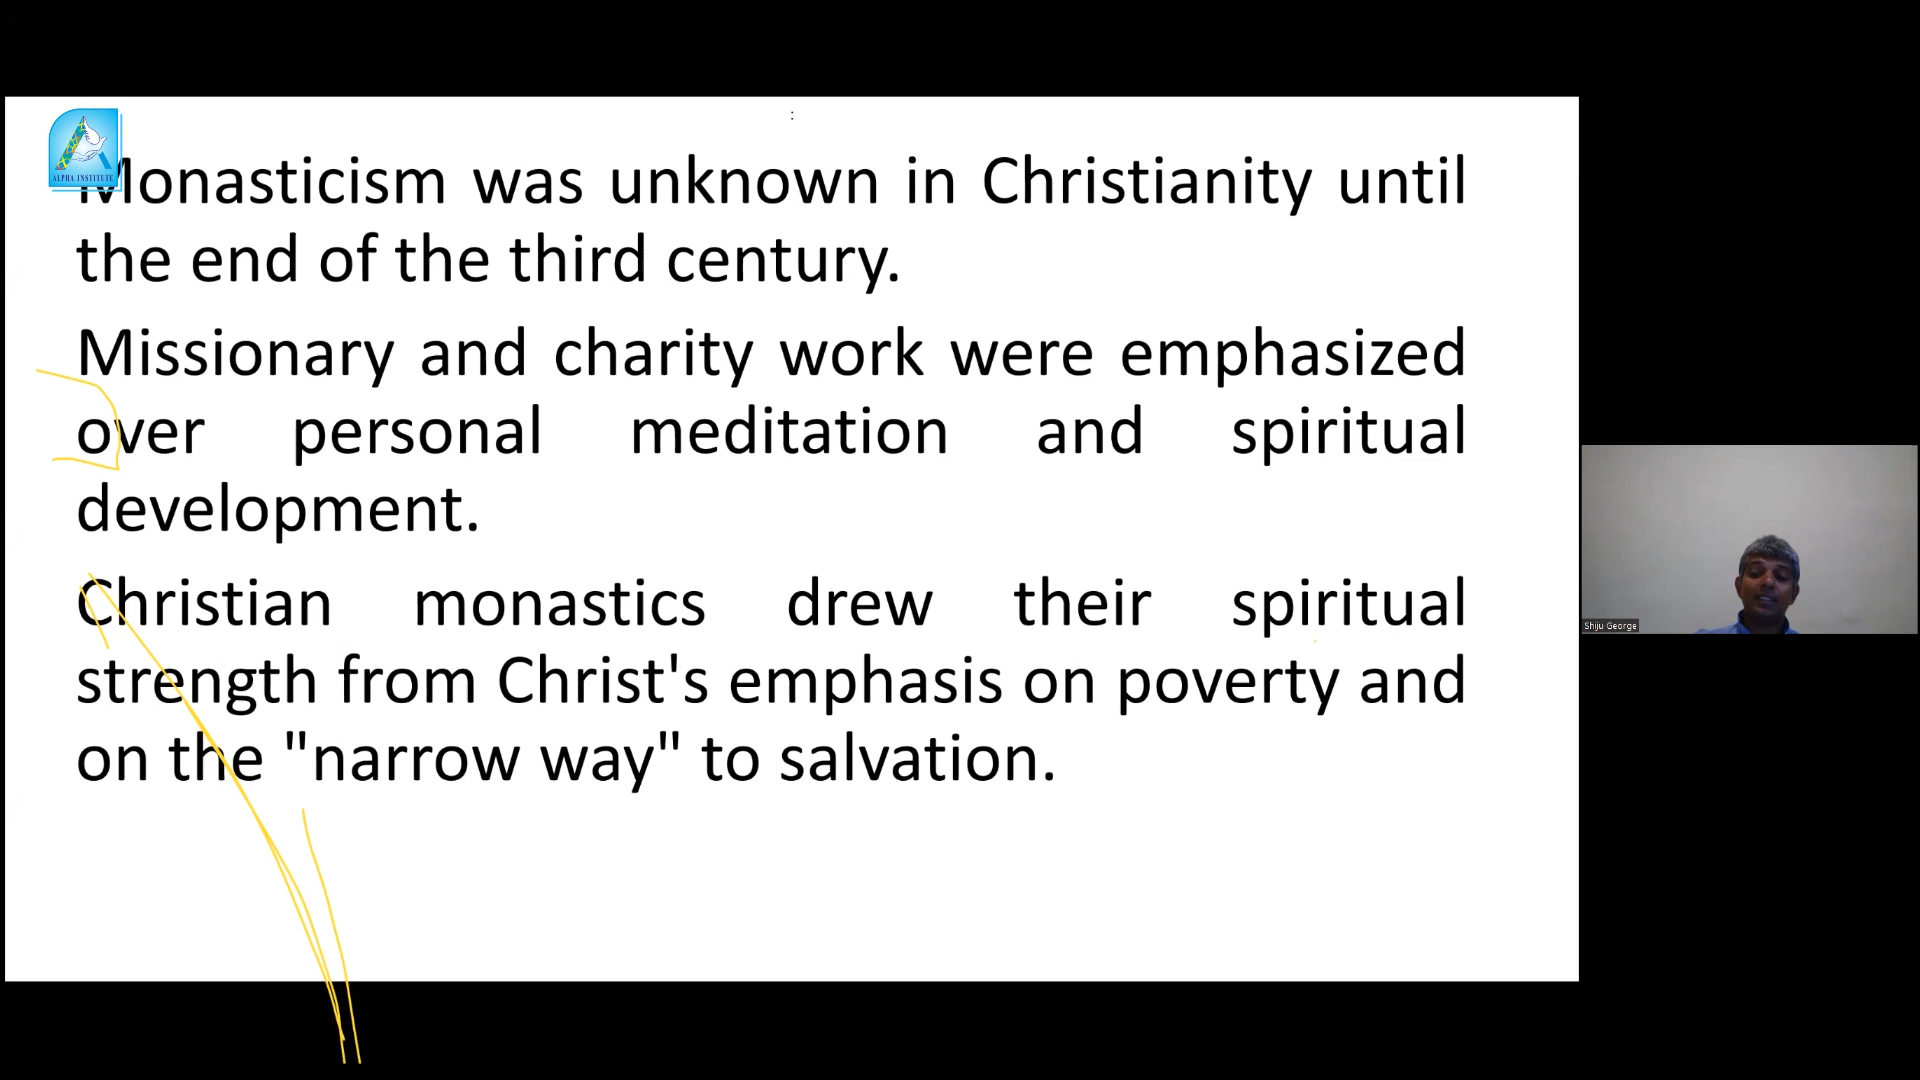 ALPHA INSTITUTE
:
Monasticism was unknown in Christianity until
the end of the third century.
Missionary and charity work were emphasized
over personal meditation and spiritual
development.
Christian monastics drew their spiritual
strength from Christ's emphasis on poverty and
on the "narrow way" to salvation.
Shiju George